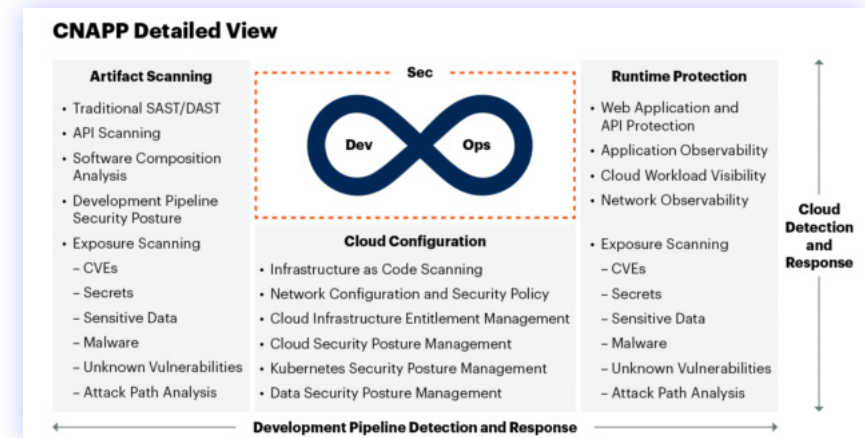 CNAPP Detailed View
Artifact Scanning
• Traditional SAST/DAST
• API Scanning
• Software Composition
Analysis
• Development Pipeline
Security Posture
• Exposure Scanning
– CVEs
– Secrets
– Sensitive Data
– Malware
– Unknown Vulnerabilities
– Attack Path Analysis
Sec
Dev
Ops
Cloud Configuration
• Infrastructure as Code Scanning
• Network Configuration and Security Policy
• Cloud Infrastructure Entitlement Management
• Cloud Security Posture Management
• Kubernetes Security Posture Management
• Data Security Posture Management
Runtime Protection
• Web Application and
API Protection
• Application Observability
• Cloud Workload Visibility
• Network Observability
• Exposure Scanning
– CVEs
– Secrets
– Sensitive Data
– Malware
– Unknown Vulnerabilities
– Attack Path Analysis
Cloud
Detection
and
Response
Development Pipeline Detection and Response